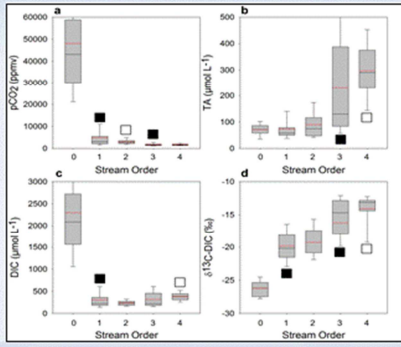 a
b
pCO2 (ppmv)
60000
50000
40000
30000
20000
10000
0
0 1 2 3 4
Stream Order
TA (µmol L-1)
500
400
300
200
100
0
0 1 2 3 4
Stream Order
c
d
DIC (µmol L-1)
3000
2500
2000
1500
1000
500
0
0 1 2 3 4
Stream Order
δ13C-DIC (‰)
-10
-15
-20
-25
-30
0 1 2 3 4
Stream Order